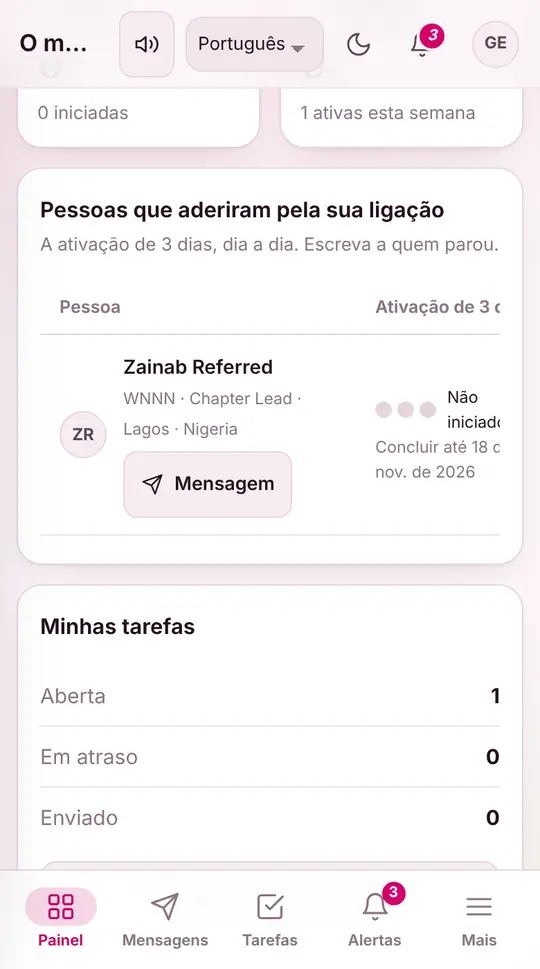 O m...
Português
3
GE
0 iniciadas
1 ativas esta semana
Pessoas que aderiram pela sua ligação
A ativação de 3 dias, dia a dia. Escreva a quem parou.
Pessoa
Ativação de 3 d
Zainab Referred
WNNN · Chapter Lead ·
Lagos · Nigeria
ZR
Mensagem
Não
iniciado
Concluir até 18 d
nov. de 2026
Minhas tarefas
Aberta
1
Em atraso
0
Enviado
0
3
Painel
Mensagens
Tarefas
Alertas
Mais